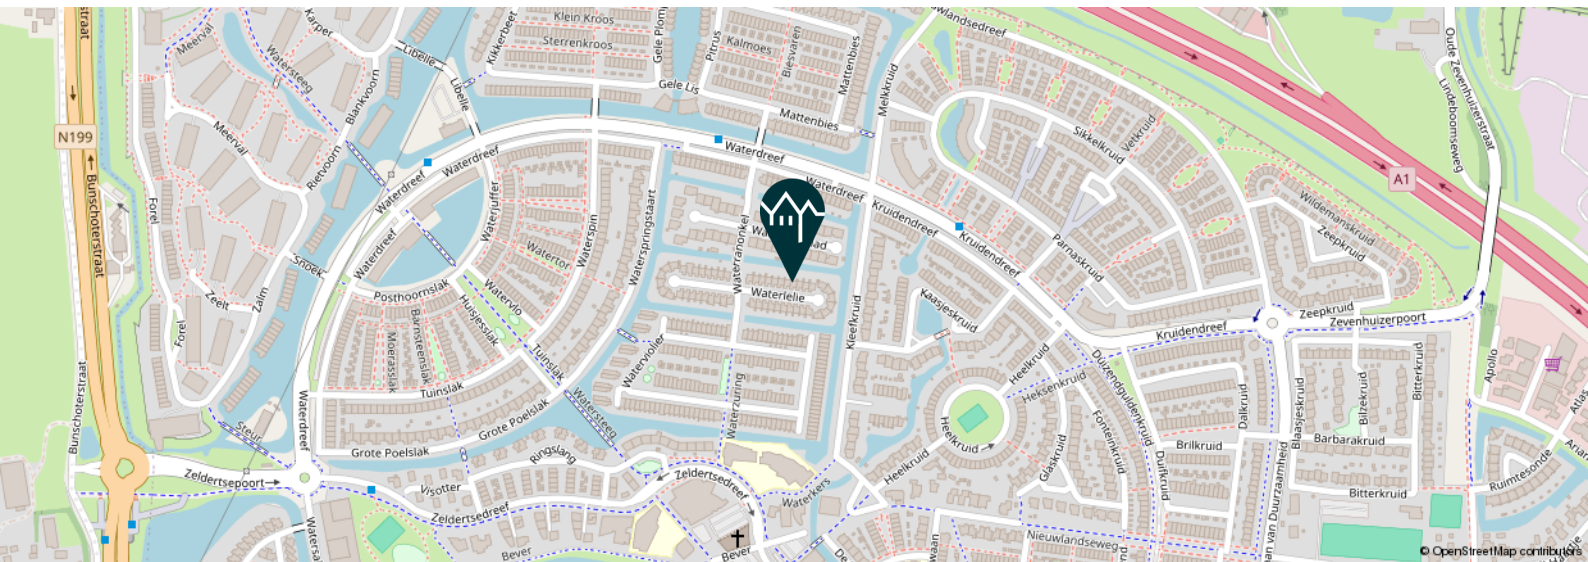 Bunschoterstraat
N199
Bunschoterstraat
Bunschoterstraat
Meerval
Karper
Watersteeg
Libelle
Libelle
Blankvoorn
Rietvoorn
Meerval
Forel
Forel
Zeelt
Zalm
Snoek
Steur
Kikkerbeet
Klein Kroos
Sterrenkroos
Gele Lis
Pitrus
Kalmoes
Biesvaren
Mattenbies
Mattenbies
Melkkruid
Waterdreef
Waterdreef
Waterdreef
Waterdreef
Waterdreef
Waterdreef
Waterjuffer
Waterspin
Watertor
Waterspringstaart
Waterranonkel
Waterlelie
Posthoornslak
Huisjesslak
Barnsteenslak
Moerasslak
Tuinslak
Tuinslak
Watersteeg
Grote Poelslak
Grote Poelslak
Waterviolier
Waterzuring
Kleefkruid
Kruidendreef
Kruidendreef
Kruidendreef
Kaasjeskruid
Parnaskruid
Sikkelkruid
Vetkruid
Wildemanskruid
Zeepkruid
Zeepkruid
Zevenhuizerpoort
A1
Oude Zevenhuizerstraat
Lindeboomseweg
Apollo
Atlas
Ruimtesonde
Bitterkruid
Bitterkruid
Bilzekruid
Barbarakruid
Blaasjeskruid
Dalkruid
Brilkruid
Duizendguldenkruid
Duifkruid
Fonteinkruid
Heelkruid
Heelkruid
Heelkruid
Heksenkruid
Glaskruid
Nieuwlandseweg
Zeldertsepoort
Zeldertsedreef
Zeldertsedreef
Visotter
Ringslang
Waterkers
Bever
Bever
© OpenStreetMap contributors